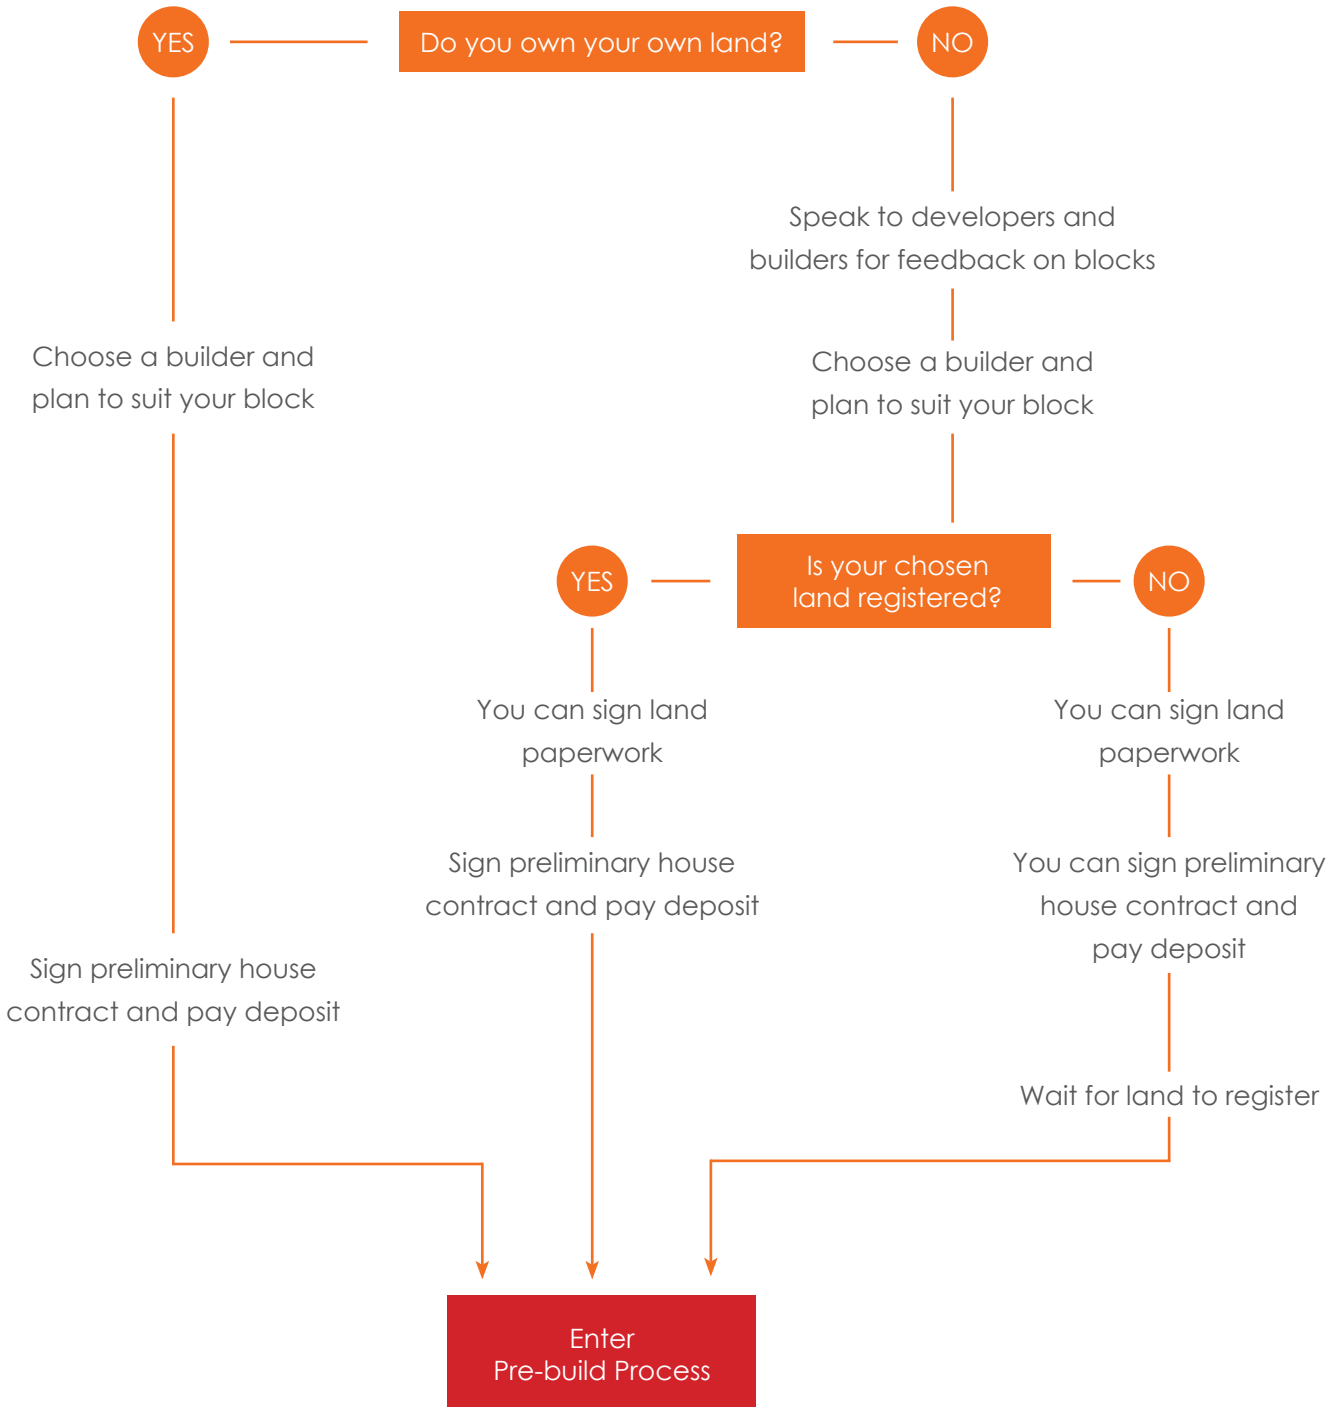 YES
Do you own your own land?
NO
Speak to developers and
builders for feedback on blocks
Choose a builder and
plan to suit your block
Choose a builder and
plan to suit your block
YES
Is your chosen
land registered?
NO
You can sign land
paperwork
You can sign land
paperwork
Sign preliminary house
contract and pay deposit
You can sign preliminary
house contract and
pay deposit
Sign preliminary house
contract and pay deposit
Wait for land to register
Enter
Pre-build Process